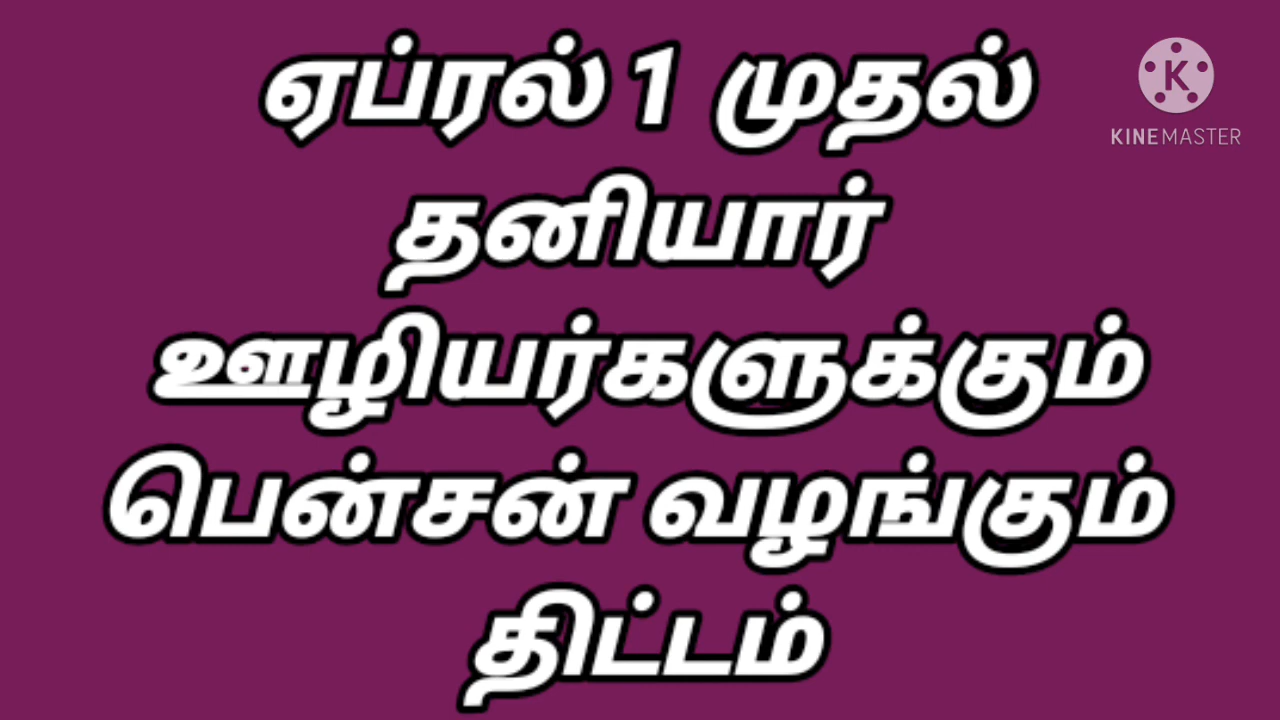 ஏப்ரல் 1 முதல்
தனியார்
ஊழியர்களுக்கும்
பென்சன் வழங்கும்
திட்டம்
K
KINEMASTER